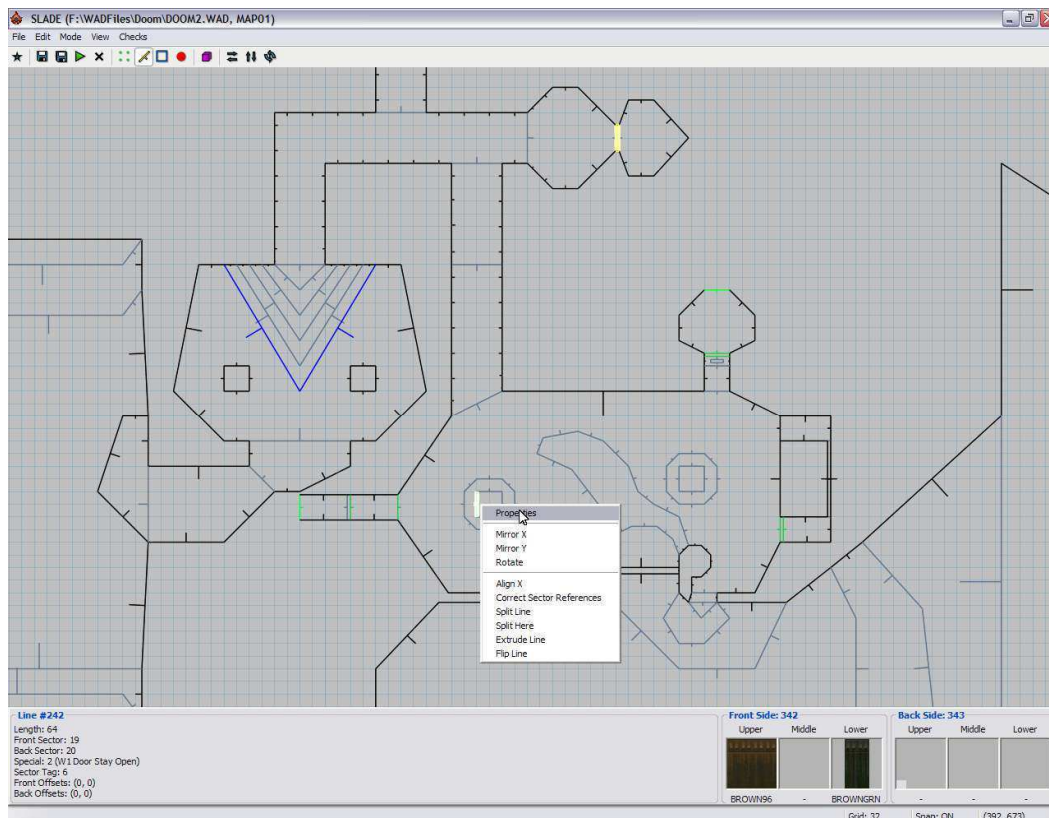 SLADE (F:\WADFiles\Doom\DOOM2.WAD, MAP01)
File Edit Mode View Checks
Properties
Mirror X
Mirror Y
Rotate
Align X
Correct Sector References
Split Line
Split Here
Extrude Line
Flip Line
Line #242
Length: 64
Front Sector: 19
Back Sector: 20
Special: 2 (W1 Door Stay Open)
Sector Tag: 6
Front Offsets: (0, 0)
Back Offsets: (0, 0)
Front Side: 342
Upper Middle Lower
BROWN96 - BROWNGRN
Back Side: 343
Upper Middle Lower
- - -
Grid: 32 Snap: ON (392, 673)